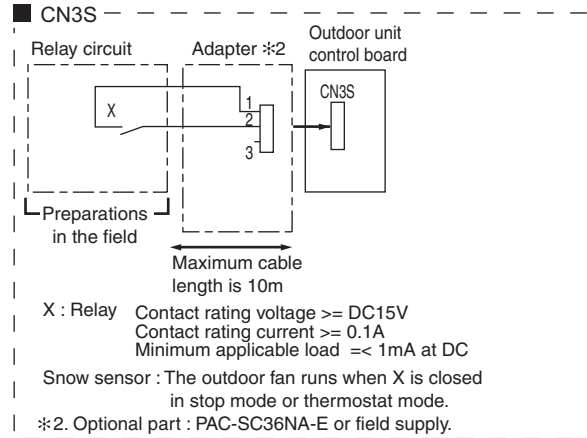 ■ CN3S
Relay circuit
Adapter ✻2
Outdoor unit
control board
CN3S
X
1
2
3
Preparations
in the field
Maximum cable
length is 10m
X : Relay
Contact rating voltage >= DC15V
Contact rating current >= 0.1A
Minimum applicable load =< 1mA at DC
Snow sensor : The outdoor fan runs when X is closed
in stop mode or thermostat mode.
✻2. Optional part : PAC-SC36NA-E or field supply.